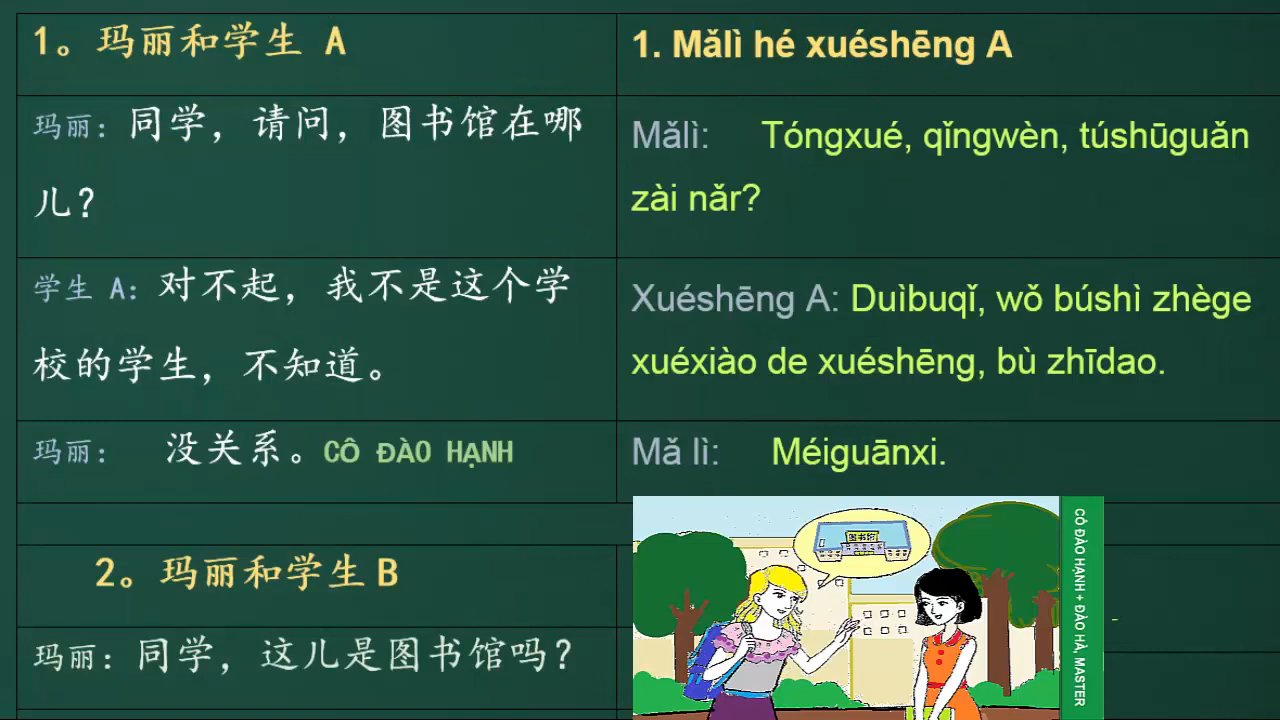 1。玛丽和学生 A
1. Mǎlì hé xuéshēng A
玛丽：同学，请问，图书馆在哪
儿？
Mǎlì: Tóngxué, qǐngwèn, túshūguǎn
zài nǎr?
学生 A：对不起，我不是这个学
校的学生，不知道。
Xuéshēng A: Duìbuqǐ, wǒ búshì zhège
xuéxiào de xuéshēng, bù zhīdao.
玛丽： 没关系。CÔ ĐÀO HẠNH
Mǎ lì: Méiguānxi.
2。玛丽和学生 B
玛丽：同学，这儿是图书馆吗？
图书馆
CÔ ĐÀO HẠNH + ĐÀO HÀ, MASTER